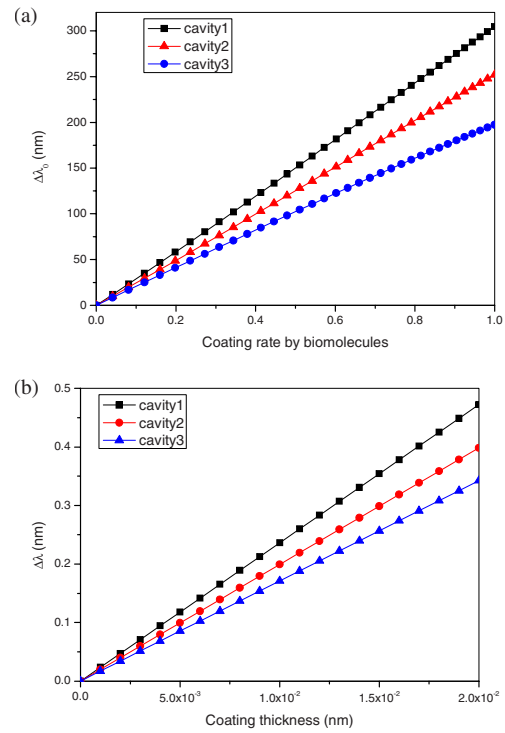 (a)
cavity1
cavity2
cavity3
300
250
200
150
100
50
0
Δλ₀ (nm)
0.0 0.2 0.4 0.6 0.8 1.0
Coating rate by biomolecules
(b)
cavity1
cavity2
cavity3
0.5
0.4
0.3
0.2
0.1
0.0
Δλ (nm)
0.0 5.0x10⁻³ 1.0x10⁻² 1.5x10⁻² 2.0x10⁻²
Coating thickness (nm)